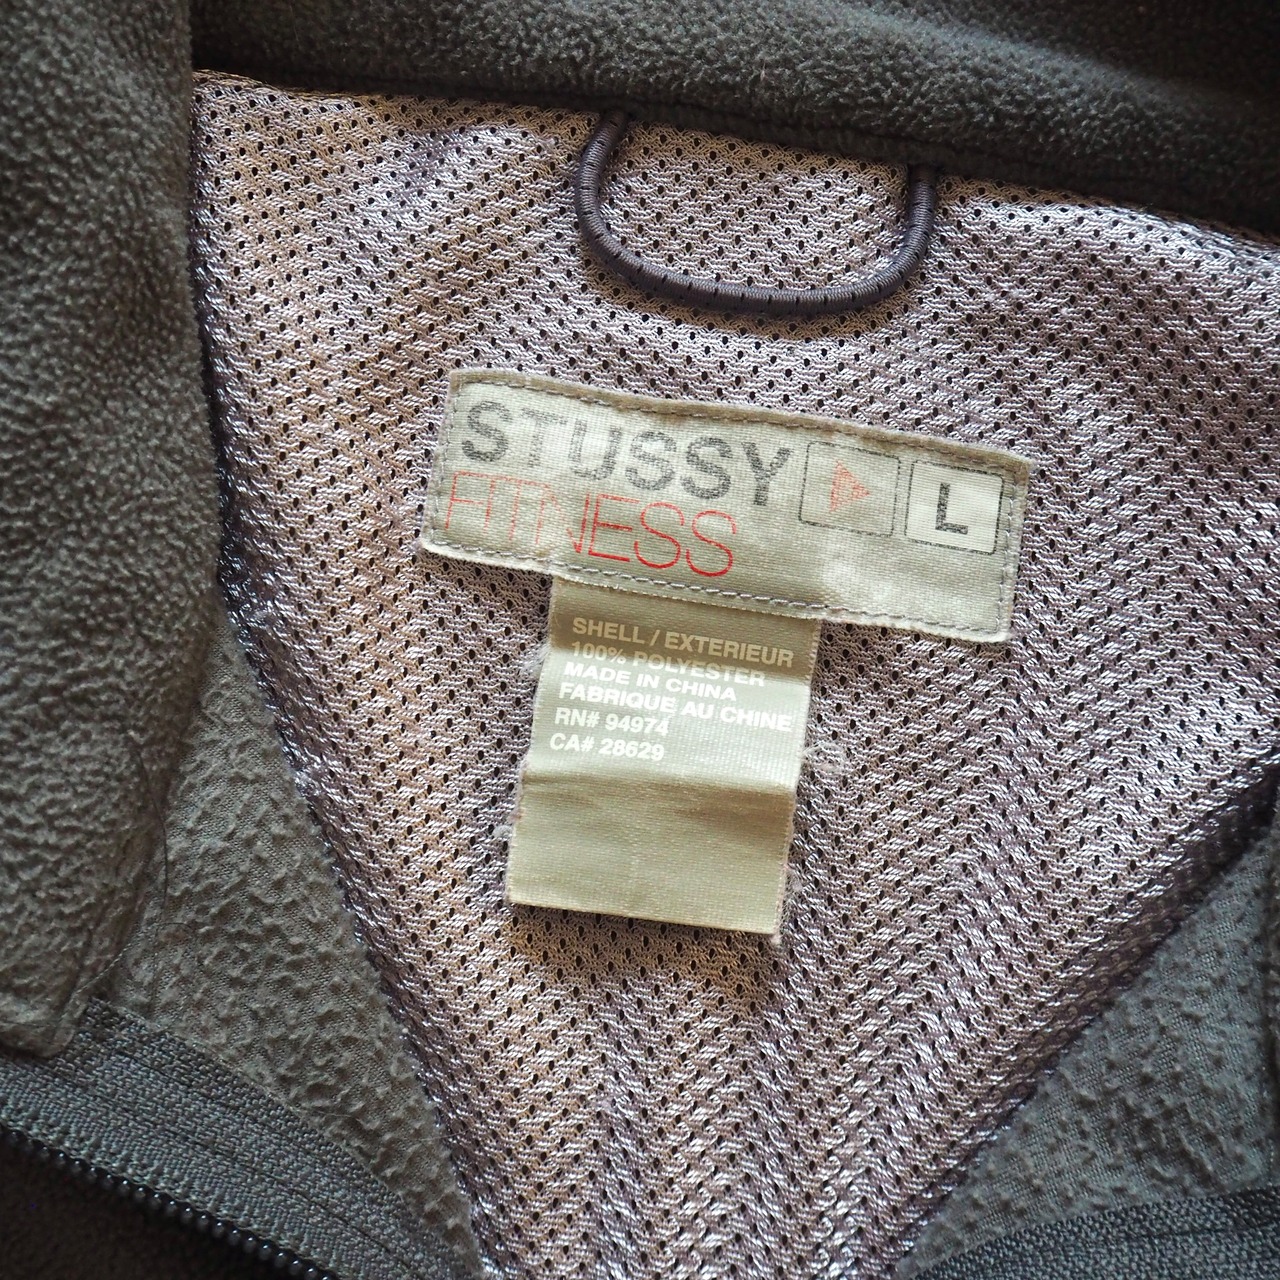 STUSSY L
FITNESS
SHELL / EXTERIEUR
100% POLYESTER
MADE IN CHINA
FABRIQUE AU CHINE
RN# 94974
CA# 28629